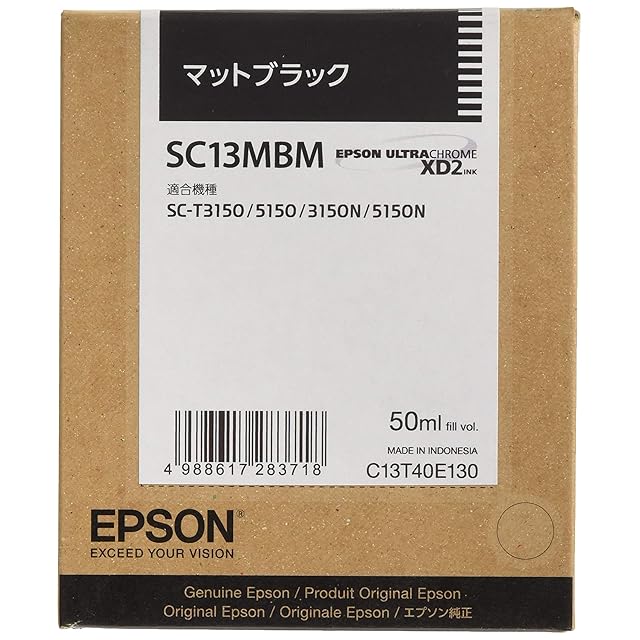 マットブラック
SC13MBM EPSON ULTRACHROME
XD2 INK
適合機種
SC-T3150/5150/3150N/5150N
50ml fill vol.
MADE IN INDONESIA
4 988617 283718 C13T40E130
EPSON®
EXCEED YOUR VISION
Genuine Epson / Produit Original Epson
Original Epson / Originale Epson / エプソン純正